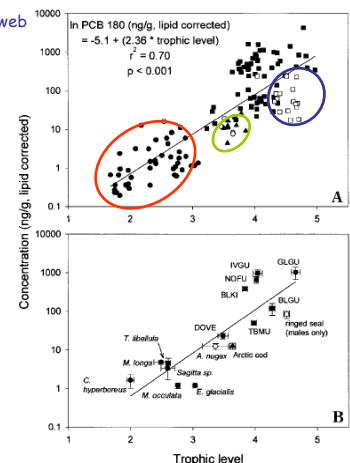 web
ln PCB 180 (ng/g, lipid corrected)
= -5.1 + (2.36 * trophic level)
r² = 0.70
p < 0.001
10000
1000
100
10
1
0.1
A
1 2 3 4 5
Concentration (ng/g, lipid corrected)
10000
1000
100
10
1
0.1
IVGU
GLGU
NOFU
BLKI
BLGU
DOVE
ringed seal
(males only)
TBMU
T. libellula
A. nugax
Arctic cod
M. longa
Sagitta sp.
C.
hyperboreus
M. occulata
E. glacialis
B
1 2 3 4 5
Trophic level